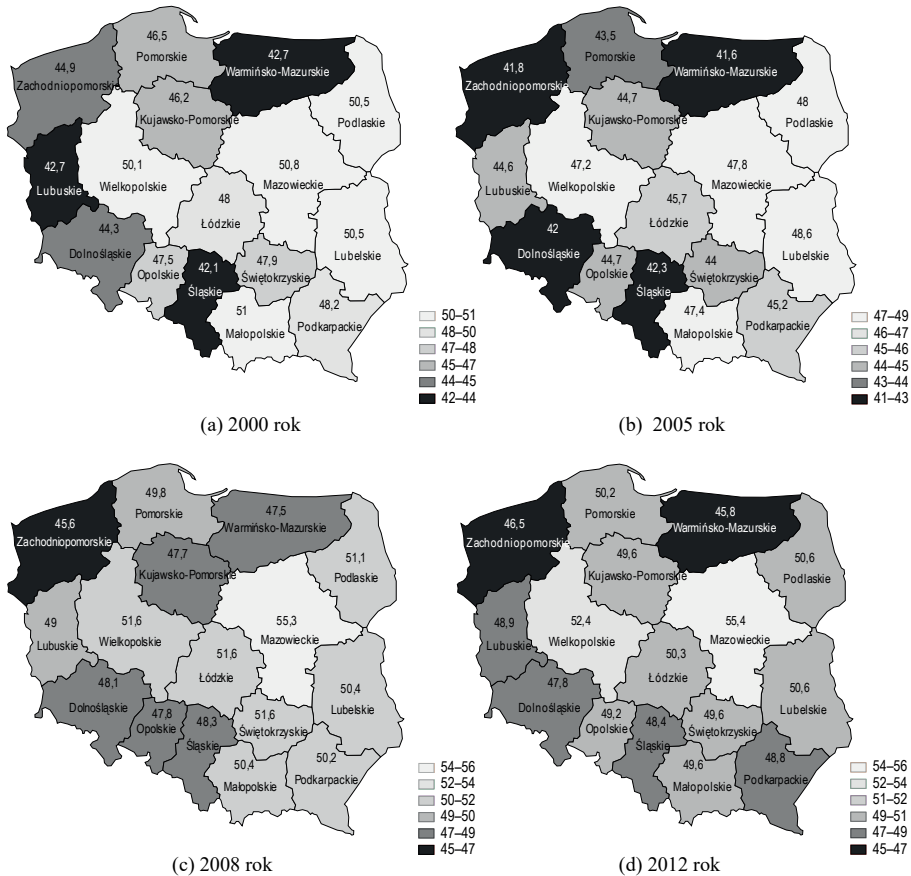 46,5
Pomorskie
42,7
Warmińsko-Mazurskie
44,9
Zachodniopomorskie
46,2
Kujawsko-Pomorskie
50,5
Podlaskie
42,7
Lubuskie
50,1
Wielkopolskie
50,8
Mazowieckie
48
Łódzkie
44,3
Dolnośląskie
50,5
Lubelskie
47,5
Opolskie
42,1
Śląskie
47,9
Świętokrzyskie
51
Małopolskie
48,2
Podkarpackie
50–51
48–50
47–48
45–47
44–45
42–44
(a) 2000 rok
43,5
Pomorskie
41,6
Warmińsko-Mazurskie
41,8
Zachodniopomorskie
44,7
Kujawsko-Pomorskie
48
Podlaskie
44,6
Lubuskie
47,2
Wielkopolskie
47,8
Mazowieckie
45,7
Łódzkie
42
Dolnośląskie
48,6
Lubelskie
44,7
Opolskie
42,3
Śląskie
44
Świętokrzyskie
47,4
Małopolskie
45,2
Podkarpackie
47–49
46–47
45–46
44–45
43–44
41–43
(b) 2005 rok
49,8
Pomorskie
47,5
Warmińsko-Mazurskie
45,6
Zachodniopomorskie
47,7
Kujawsko-Pomorskie
51,1
Podlaskie
49
Lubuskie
51,6
Wielkopolskie
55,3
Mazowieckie
51,6
Łódzkie
48,1
Dolnośląskie
50,4
Lubelskie
47,8
Opolskie
48,3
Śląskie
51,6
Świętokrzyskie
50,4
Małopolskie
50,2
Podkarpackie
54–56
52–54
50–52
49–50
47–49
45–47
(c) 2008 rok
50,2
Pomorskie
45,8
Warmińsko-Mazurskie
46,5
Zachodniopomorskie
49,6
Kujawsko-Pomorskie
50,6
Podlaskie
48,9
Lubuskie
52,4
Wielkopolskie
55,4
Mazowieckie
50,3
Łódzkie
47,8
Dolnośląskie
50,6
Lubelskie
49,2
Opolskie
48,4
Śląskie
49,6
Świętokrzyskie
49,6
Małopolskie
48,8
Podkarpackie
54–56
52–54
51–52
49–51
47–49
45–47
(d) 2012 rok